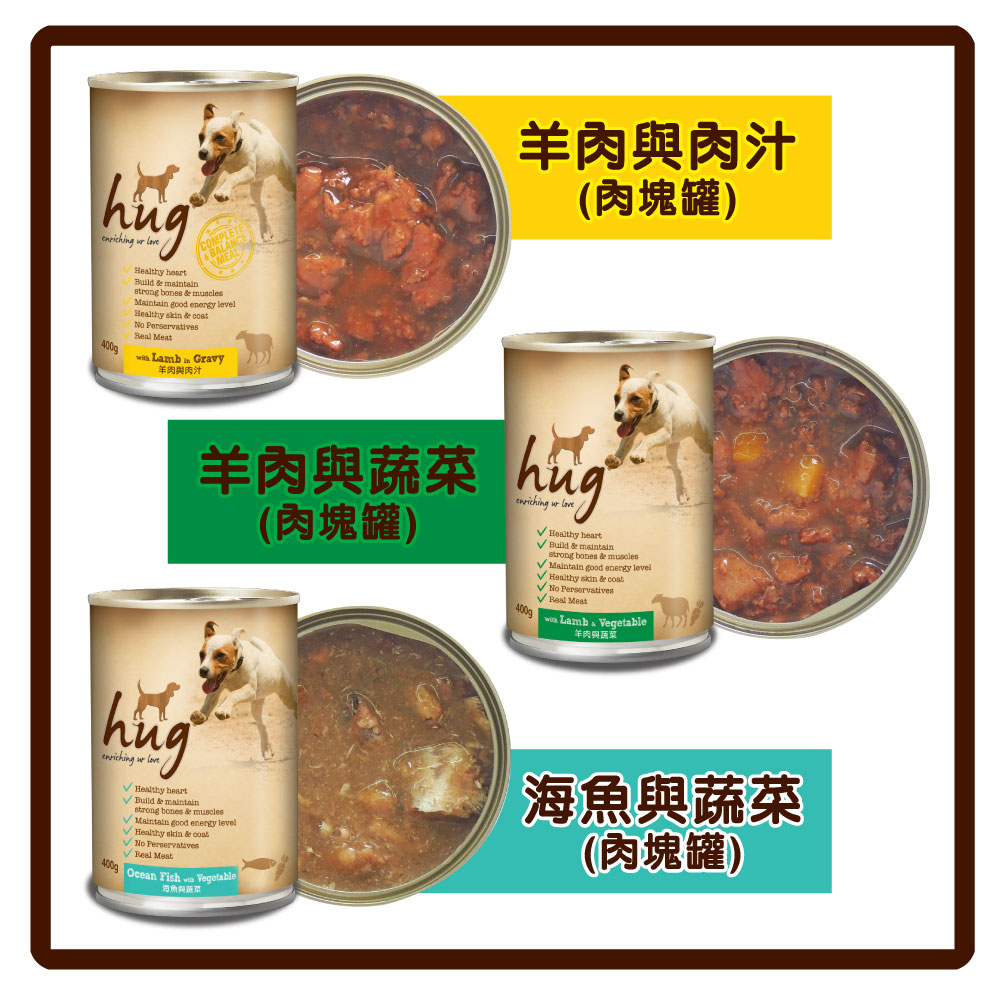 hug
enriching ur love
COMPLETE
& BALANCE
MEAL
Healthy heart
Build & maintain
strong bones & muscles
Maintain good energy level
Healthy skin & coat
No Perservatives
Real Meat
400g
with Lamb in Gravy
羊肉與肉汁
羊肉與肉汁
(肉塊罐)
羊肉與蔬菜
(肉塊罐)
hug
enriching ur love
Healthy heart
Build & maintain
strong bones & muscles
Maintain good energy level
Healthy skin & coat
No Perservatives
Real Meat
400g
with Lamb & Vegetable
羊肉與蔬菜
hug
enriching ur love
Healthy heart
Build & maintain
strong bones & muscles
Maintain good energy level
Healthy skin & coat
No Perservatives
Real Meat
400g
Ocean Fish with Vegetable
海魚與蔬菜
海魚與蔬菜
(肉塊罐)